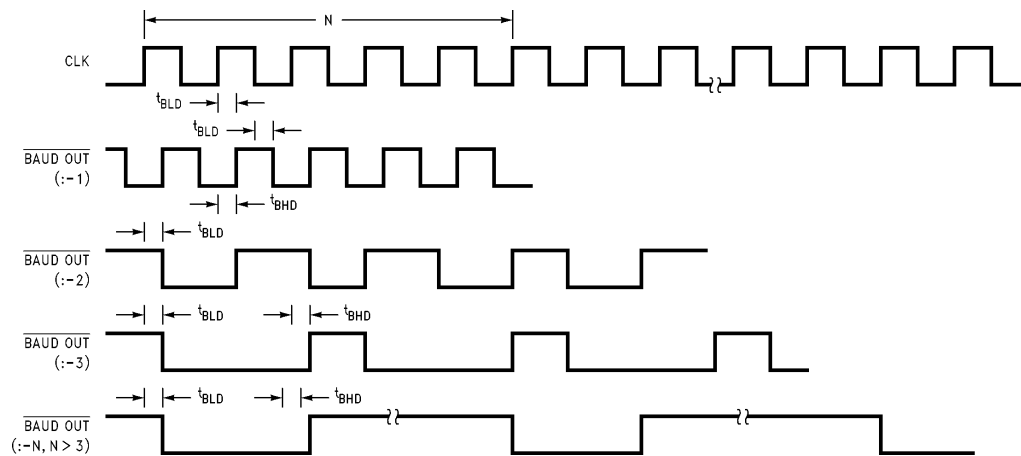 N
CLK
tBLD
tBLD
BAUD OUT
(:-1)
tBHD
tBLD
BAUD OUT
(:-2)
tBLD
tBHD
BAUD OUT
(:-3)
tBLD
tBHD
BAUD OUT
(:-N, N > 3)